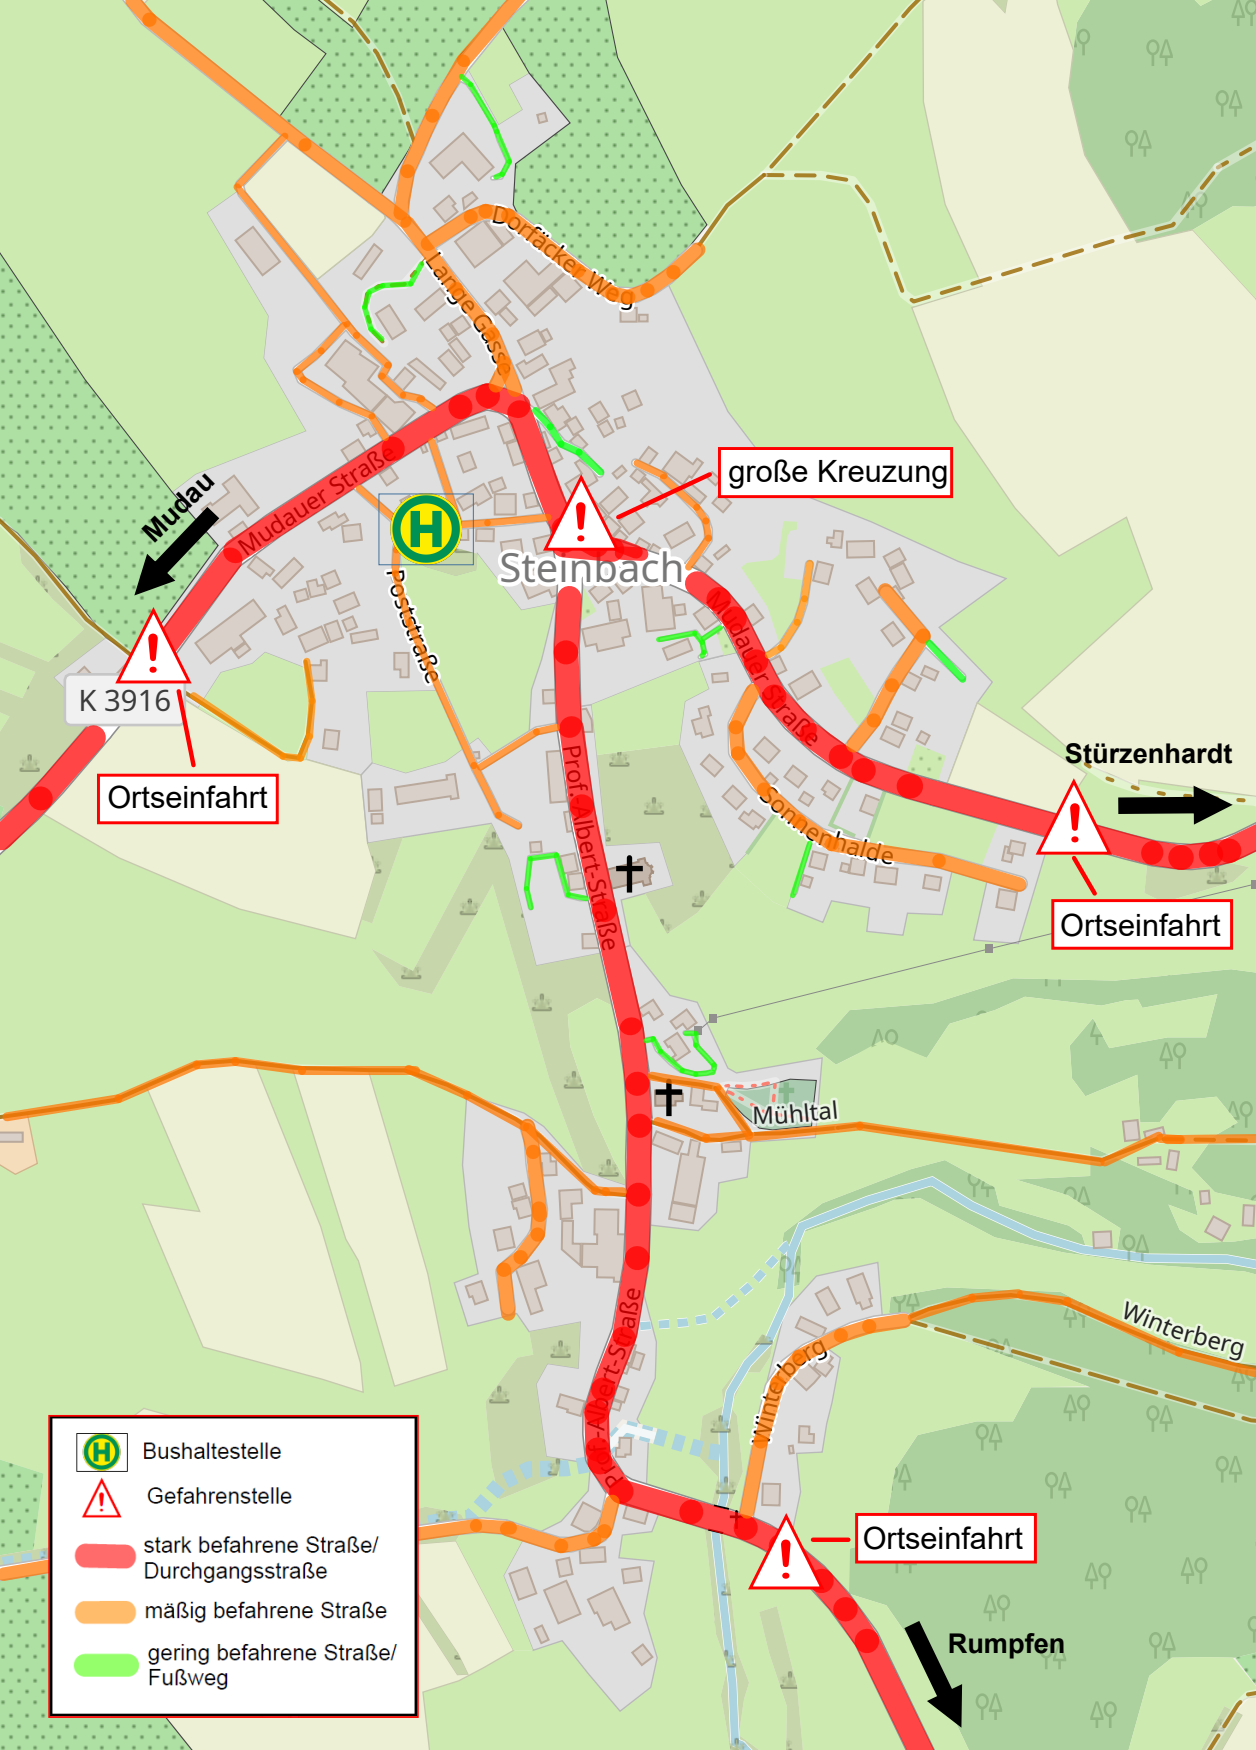 Dorfäcker Weg
Lange Gasse
große Kreuzung
Mudauer Straße
Mudau
H
Steinbach
Poststraße
Mudauer Straße
K 3916
Ortseinfahrt
Stürzenhardt
Prof.-Albert-Straße
Sonnenhalde
Ortseinfahrt
Mühltal
Prof.-Albert-Straße
Winterberg
Winterberg
Ortseinfahrt
Rumpfen
H Bushaltestelle
! Gefahrenstelle
stark befahrene Straße/
Durchgangsstraße
mäßig befahrene Straße
gering befahrene Straße/
Fußweg